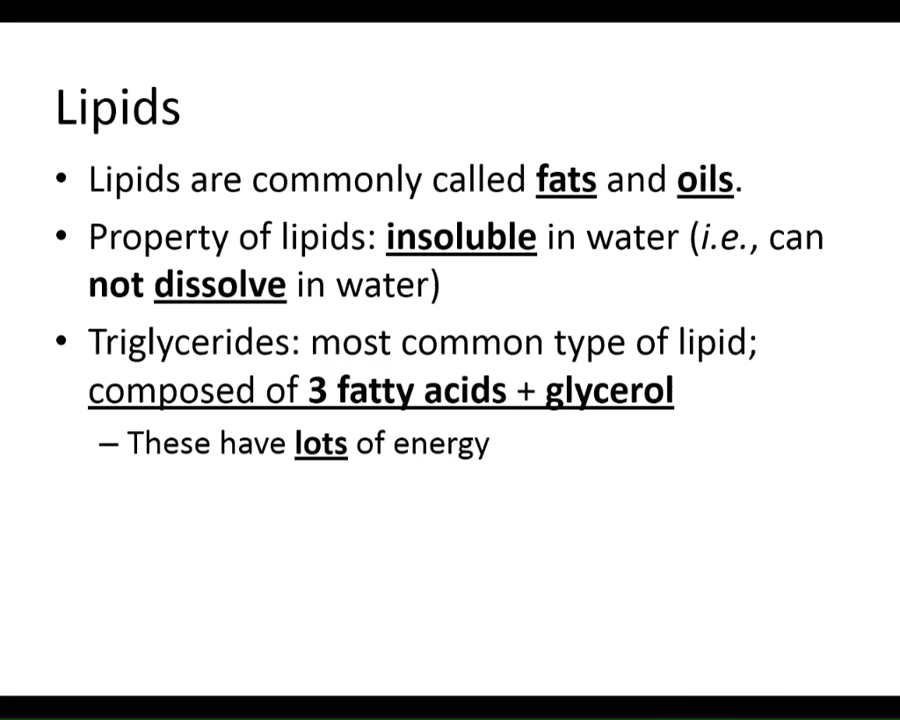 Lipids
• Lipids are commonly called fats and oils.
• Property of lipids: insoluble in water (i.e., can
not dissolve in water)
• Triglycerides: most common type of lipid;
composed of 3 fatty acids + glycerol
– These have lots of energy